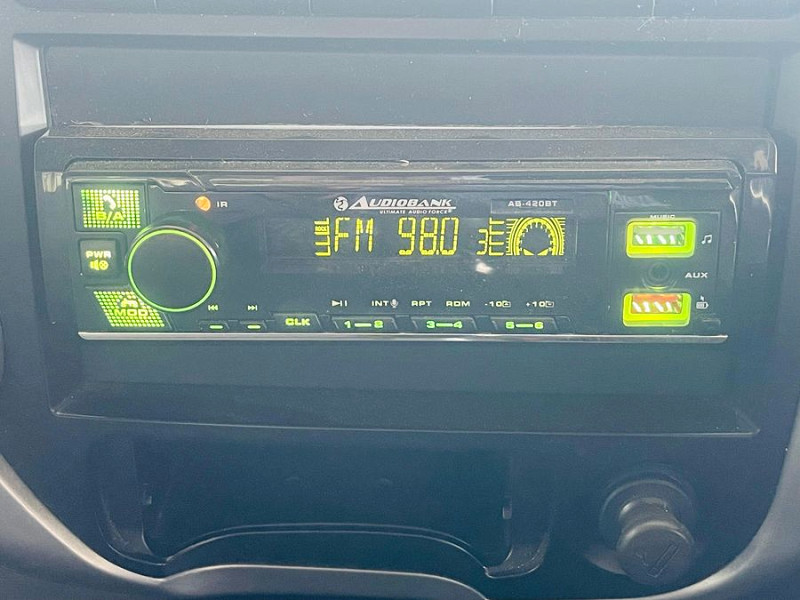 B/A
IR
AUDIOBANK
ULTIMATE AUDIO FORCE®
AB-420BT
MUSIC
FM 98.0
PWR
AUX
MOD
INT
RPT
RDM
-10
+10
CLK
1 — 2
3 — 4
5 — 6